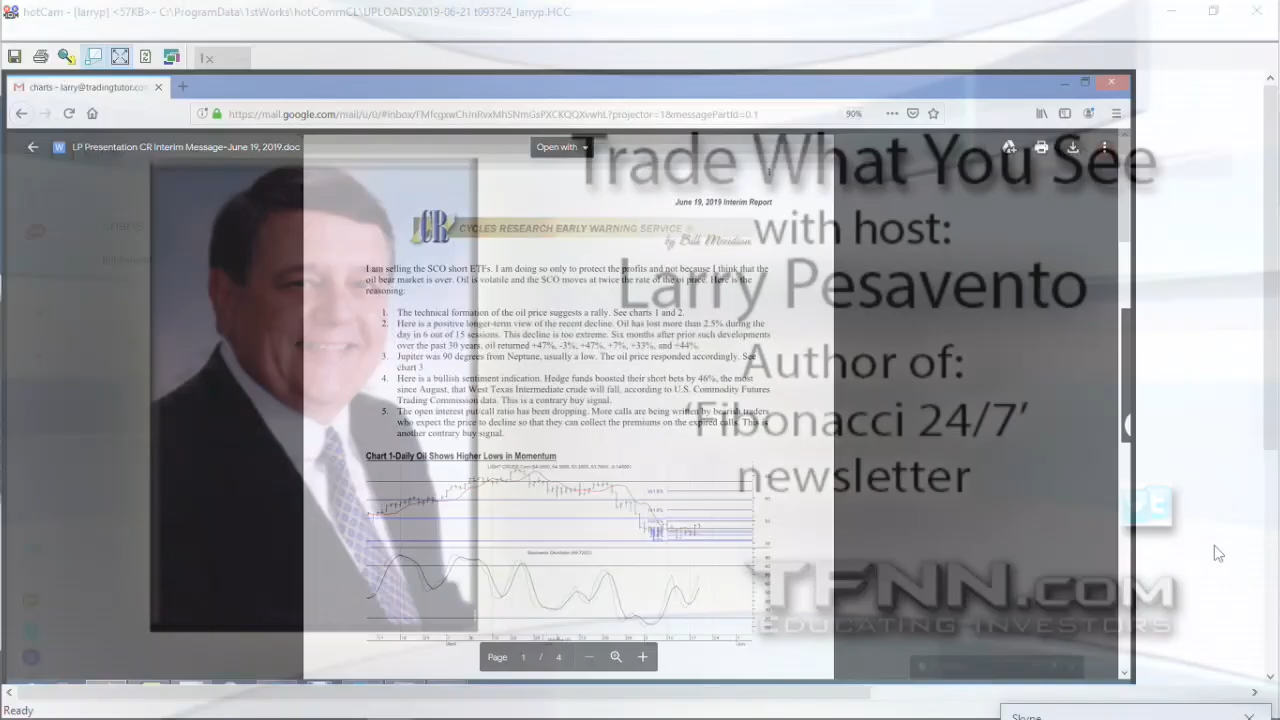 hotCam - [larryp] <57KB> - C:\ProgramData\1stWorks\hotCommCL\UPLOADS\2019-06-21 t093724_larryp.HCC
1x
charts - larry@tradingtutor.co
https://mail.google.com/mail/u/0/#inbox/
?projector=1&messagePartId=0.1
90%
LP Presentation CR Interim Message-June 19, 2019.doc
Open with
Trade What You See
with host:
Larry Pesavento
Author of:
‘Fibonacci 24/7’
newsletter
TFNN.com
EDUCATING INVESTORS
charts
June 19, 2019 Interim Report
CR CYCLES RESEARCH EARLY WARNING SERVICE ®
by Bill Meridian
I am selling the SCO short ETFs. I am doing so only to protect the profits and not because I think that the
oil bear market is over. Oil is volatile and the SCO moves at twice the rate of the oil price. Here is the
reasoning:
1. The technical formation of the oil price suggests a rally. See charts 1 and 2.
2. Here is a positive longer-term view of the recent decline. Oil has lost more than 2.5% during the
day in 6 out of 15 sessions. This decline is too extreme. Six months after prior such developments
over the past 30 years, oil returned +47%, -3%, +47%, +7%, +33%, and +44%.
3. Jupiter was 90 degrees from Neptune, usually a low. The oil price responded accordingly. See
chart 3
4. Here is a bullish sentiment indication. Hedge funds boosted their short bets by 46%, the most
since August, that West Texas Intermediate crude will fall, according to U.S. Commodity Futures
Trading Commission data. This is a contrary buy signal.
5. The open interest put/call ratio has been dropping. More calls are being written by bearish traders
who expect the price to decline so that they can collect the premiums on the expired calls. This is
another contrary buy signal.
Chart 1-Daily Oil Shows Higher Lows in Momentum
Page 1 / 4
Ready
Skype